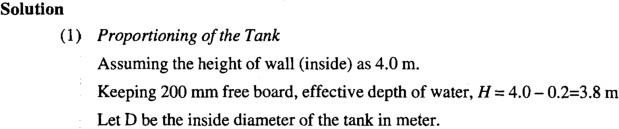 Solution
(1) Proportioning of the Tank
Assuming the height of wall (inside) as 4.0 m.
Keeping 200 mm free board, effective depth of water, H = 4.0 – 0.2=3.8 m
Let D be the inside diameter of the tank in meter.